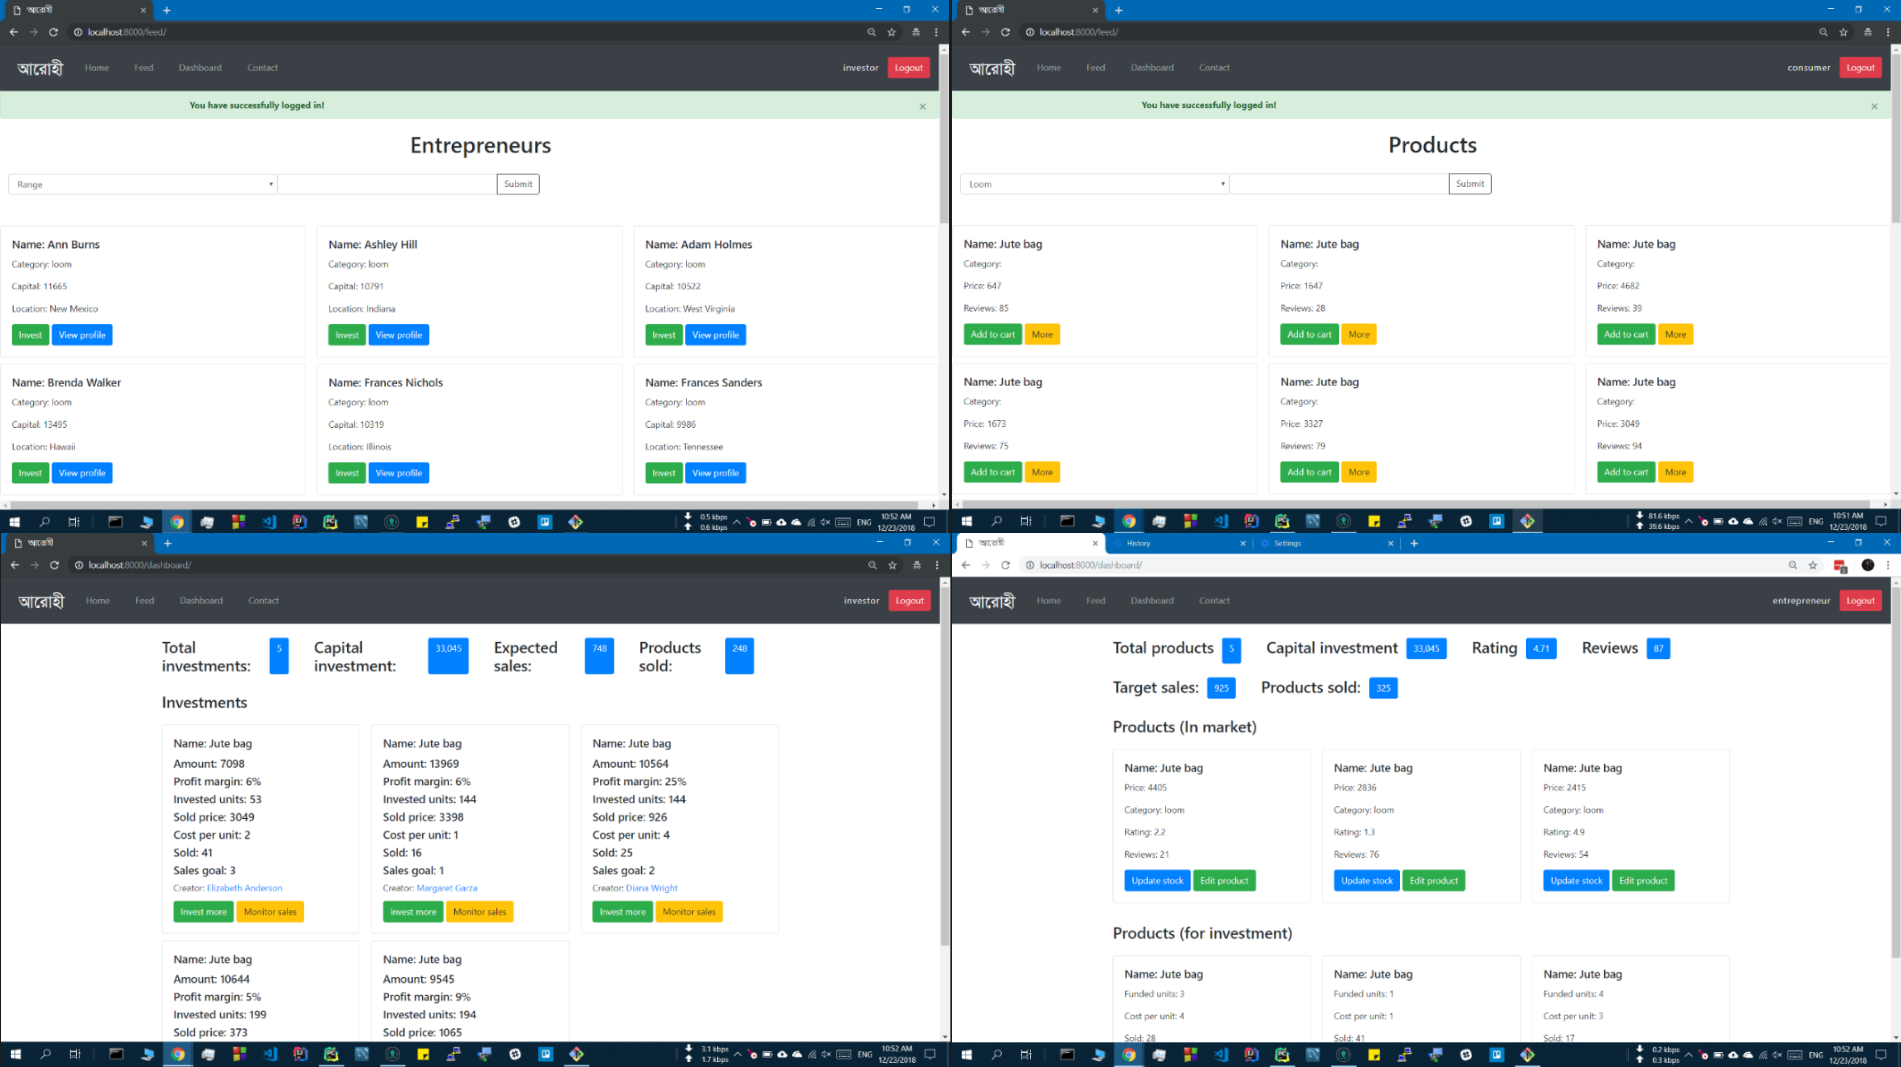 আরোহী
localhost:8000/feed/
আরোহী Home Feed Dashboard Contact investor Logout
You have successfully logged in! ×
Entrepreneurs
Range Submit
Name: Ann Burns
Category: loom
Capital: 11665
Location: New Mexico
Invest View profile
Name: Ashley Hill
Category: loom
Capital: 10791
Location: Indiana
Invest View profile
Name: Adam Holmes
Category: loom
Capital: 10522
Location: West Virginia
Invest View profile
Name: Brenda Walker
Category: loom
Capital: 13495
Location: Hawaii
Invest View profile
Name: Frances Nichols
Category: loom
Capital: 10319
Location: Illinois
Invest View profile
Name: Frances Sanders
Category: loom
Capital: 9986
Location: Tennessee
Invest View profile
0.5 kbps
0.6 kbps
ENG
10:52 AM
12/23/2018
আরোহী
localhost:8000/feed/
আরোহী Home Feed Dashboard Contact consumer Logout
You have successfully logged in! ×
Products
Loom Submit
Name: Jute bag
Category:
Price: 647
Reviews: 85
Add to cart More
Name: Jute bag
Category:
Price: 1647
Reviews: 28
Add to cart More
Name: Jute bag
Category:
Price: 4682
Reviews: 39
Add to cart More
Name: Jute bag
Category:
Price: 1673
Reviews: 75
Add to cart More
Name: Jute bag
Category:
Price: 3327
Reviews: 79
Add to cart More
Name: Jute bag
Category:
Price: 3049
Reviews: 94
Add to cart More
81.6 kbps
39.6 kbps
ENG
10:51 AM
12/23/2018
আরোহী
localhost:8000/dashboard/
আরোহী Home Feed Dashboard Contact investor Logout
Total investments: 5
Capital investment: 33,045
Expected sales: 748
Products sold: 248
Investments
Name: Jute bag
Amount: 7098
Profit margin: 6%
Invested units: 53
Sold price: 3049
Cost per unit: 2
Sold: 41
Sales goal: 3
Creator: Elizabeth Anderson
Invest more Monitor sales
Name: Jute bag
Amount: 13969
Profit margin: 6%
Invested units: 144
Sold price: 3398
Cost per unit: 1
Sold: 16
Sales goal: 1
Creator: Margaret Garza
Invest more Monitor sales
Name: Jute bag
Amount: 10564
Profit margin: 25%
Invested units: 144
Sold price: 926
Cost per unit: 4
Sold: 25
Sales goal: 2
Creator: Diana Wright
Invest more Monitor sales
Name: Jute bag
Amount: 10644
Profit margin: 5%
Invested units: 199
Sold price: 373
Name: Jute bag
Amount: 9545
Profit margin: 9%
Invested units: 194
Sold price: 1065
3.1 kbps
1.7 kbps
ENG
10:52 AM
12/23/2018
আরোহী History Settings
localhost:8000/dashboard/
আরোহী Home Feed Dashboard Contact entrepreneur Logout
Total products 5 Capital investment 33,045 Rating 4.71 Reviews 87
Target sales: 925 Products sold: 325
Products (In market)
Name: Jute bag
Price: 4405
Category: loom
Rating: 2.2
Reviews: 21
Update stock Edit product
Name: Jute bag
Price: 2836
Category: loom
Rating: 1.3
Reviews: 76
Update stock Edit product
Name: Jute bag
Price: 2415
Category: loom
Rating: 4.9
Reviews: 54
Update stock Edit product
Products (for investment)
Name: Jute bag
Funded units: 3
Cost per unit: 4
Sold: 28
Name: Jute bag
Funded units: 1
Cost per unit: 1
Sold: 41
Name: Jute bag
Funded units: 4
Cost per unit: 3
Sold: 17
0.2 kbps
0.3 kbps
ENG
10:52 AM
12/23/2018